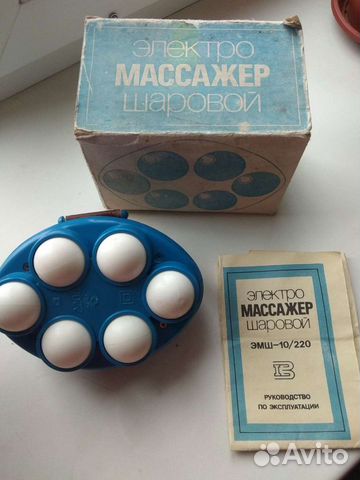 электро
МАССАЖЕР
шаровой
электро
МАССАЖЕР
шаровой
ЭМШ-10/220
РУКОВОДСТВО
ПО ЭКСПЛУАТАЦИИ
Avito